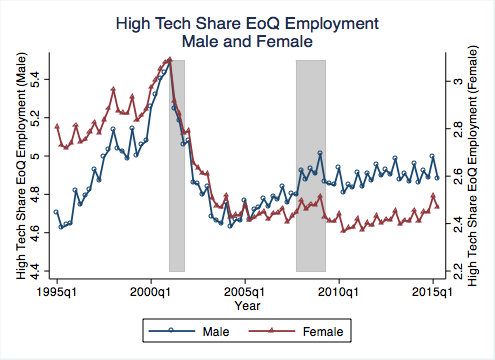 High Tech Share EoQ Employment
Male and Female
High Tech Share EoQ Employment (Male)
4.4 4.6 4.8 5 5.2 5.4
High Tech Share EoQ Employment (Female)
2.2 2.4 2.6 2.8 3
1995q1 2000q1 2005q1 2010q1 2015q1
Year
Male Female